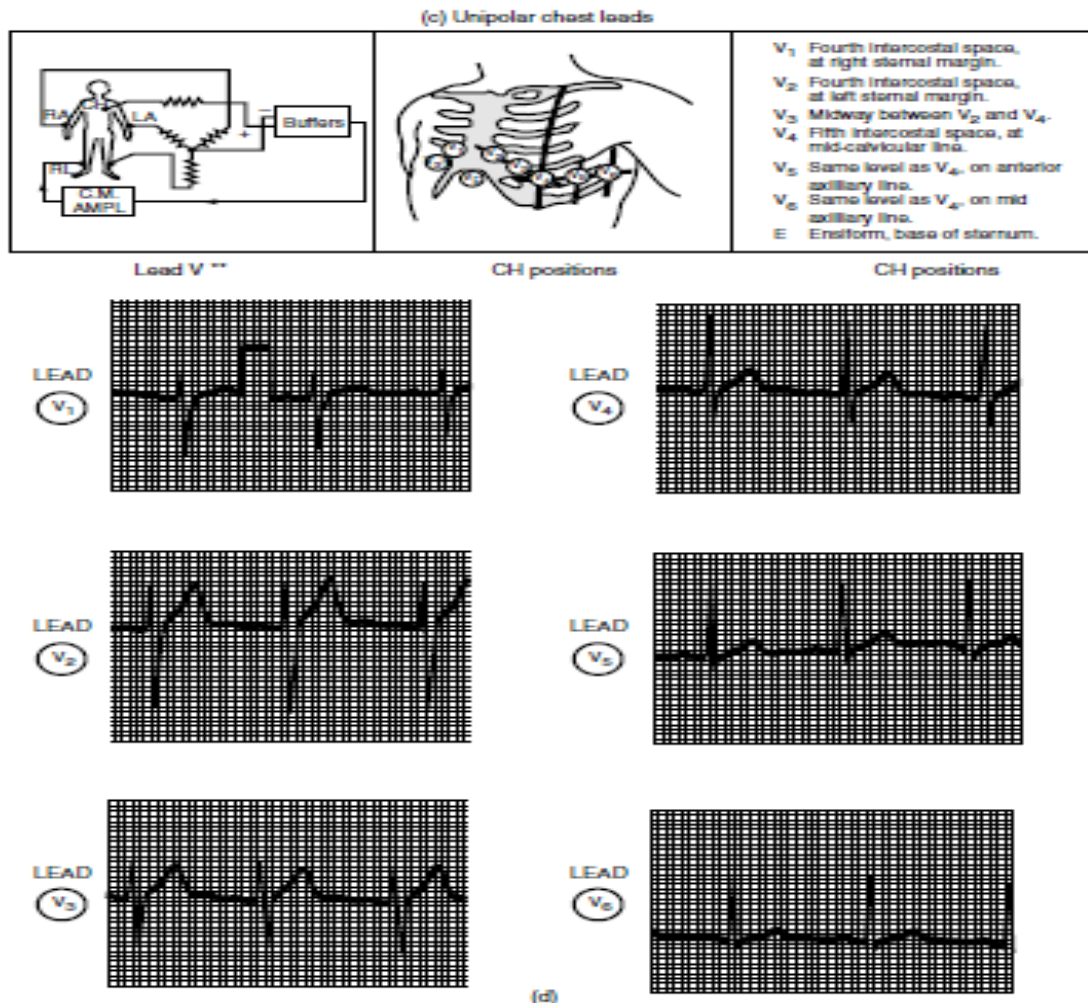 (c) Unipolar chest leads
RA
LA
RL
+
−
Buffers
C.M.
AMPL
V1 Fourth intercostal space,
at right sternal margin.
V2 Fourth intercostal space,
at left sternal margin.
V3 Midway between V2 and V4.
V4 Fifth intercostal space, at
mid-calvicular line.
V5 Same level as V4, on anterior
axilliary line.
V6 Same level as V4, on mid
axilliary line.
E Ensiform, base of sternum.
Lead V **
CH positions
CH positions
LEAD
V1
LEAD
V4
LEAD
V2
LEAD
V5
LEAD
V3
LEAD
V6
(d)